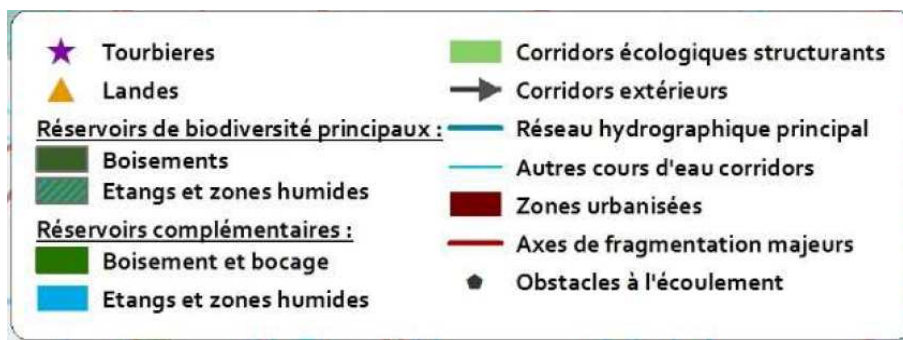 Tourbieres
Landes
Réservoirs de biodiversité principaux :
Boisements
Etangs et zones humides
Réservoirs complémentaires :
Boisement et bocage
Etangs et zones humides
Corridors écologiques structurants
Corridors extérieurs
Réseau hydrographique principal
Autres cours d'eau corridors
Zones urbanisées
Axes de fragmentation majeurs
Obstacles à l'écoulement